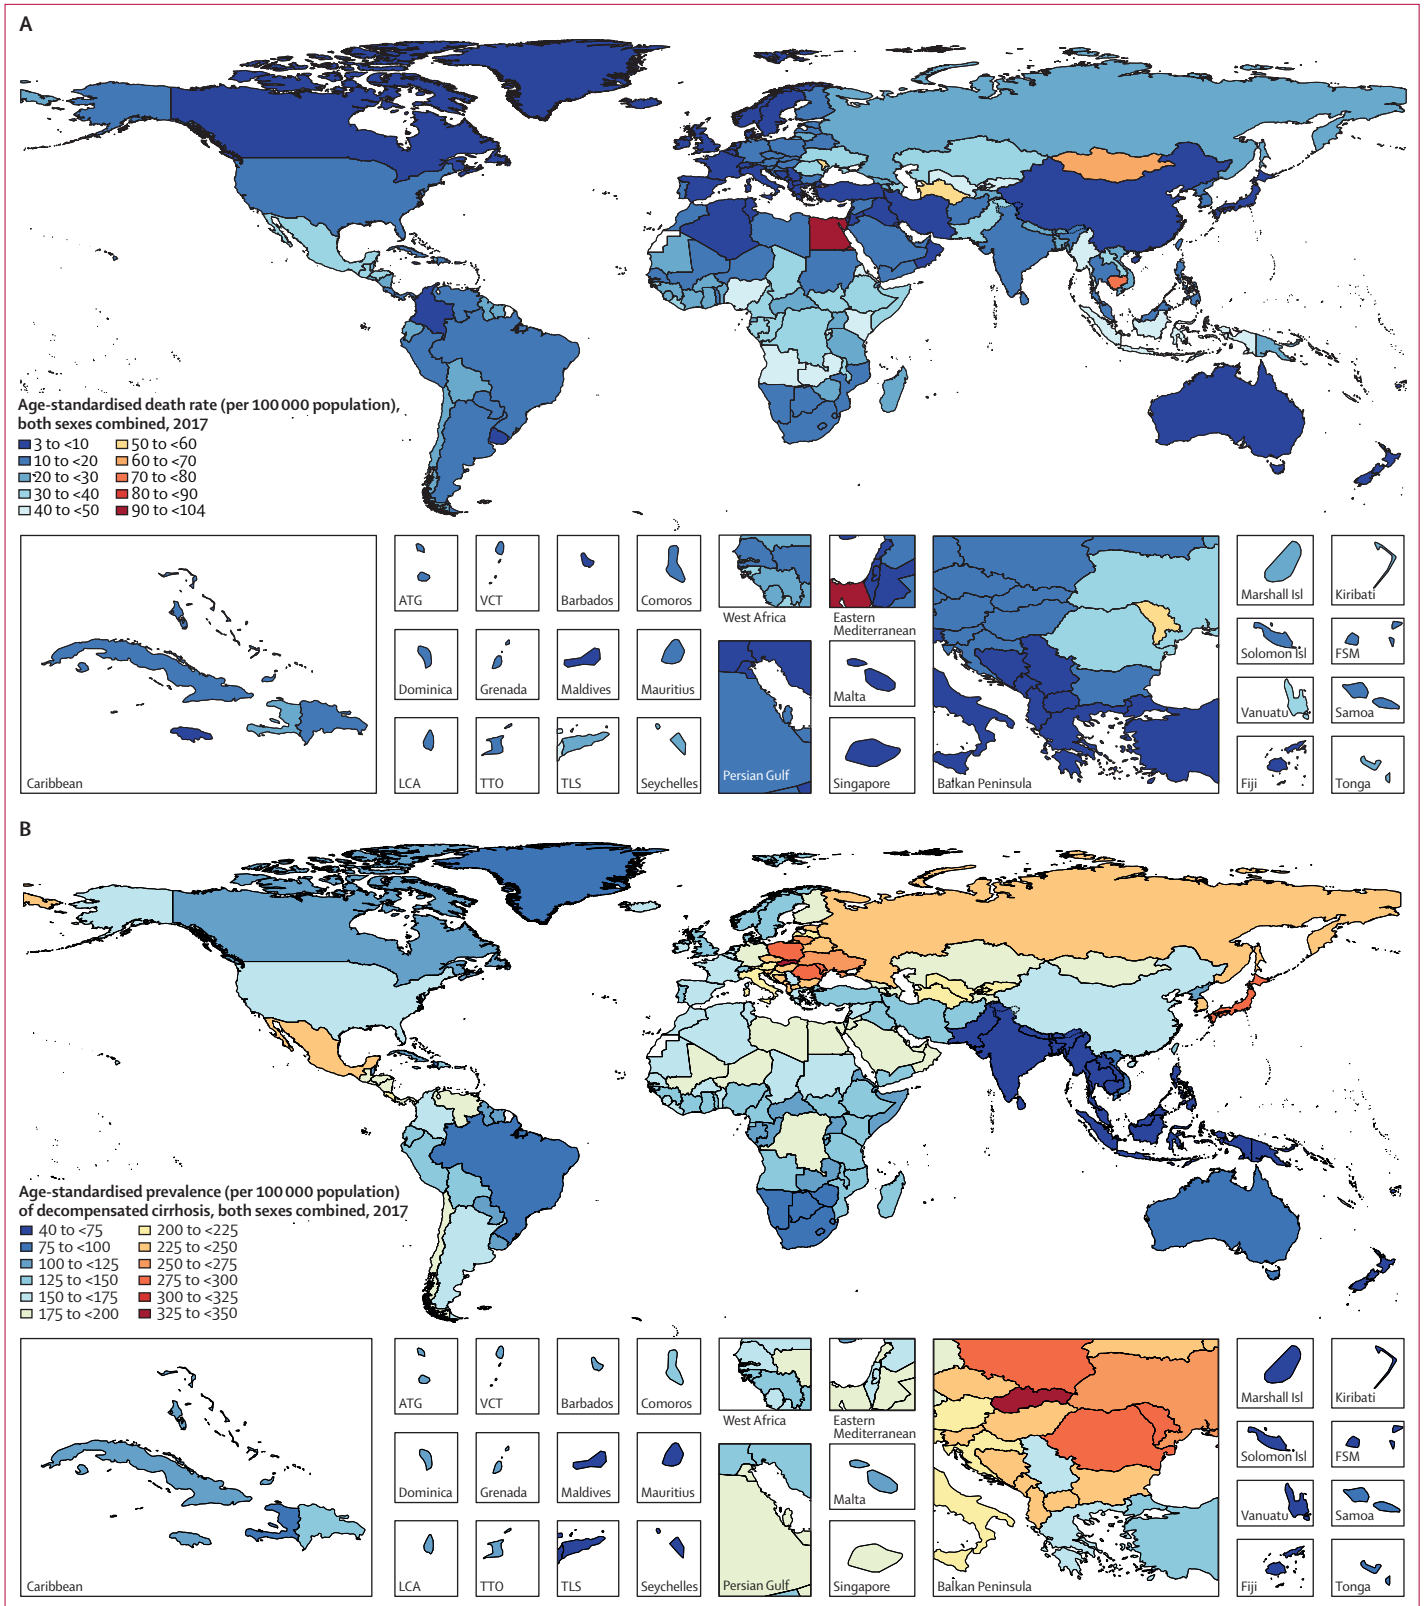 A
Age-standardised death rate (per 100 000 population),
both sexes combined, 2017
3 to <10
10 to <20
20 to <30
30 to <40
40 to <50
50 to <60
60 to <70
70 to <80
80 to <90
90 to <104
Caribbean
ATG
VCT
Barbados
Comoros
Dominica
Grenada
Maldives
Mauritius
LCA
TTO
TLS
Seychelles
West Africa
Eastern
Mediterranean
Persian Gulf
Malta
Singapore
Balkan Peninsula
Marshall Isl
Kiribati
Solomon Isl
FSM
Vanuatu
Samoa
Fiji
Tonga
B
Age-standardised prevalence (per 100 000 population)
of decompensated cirrhosis, both sexes combined, 2017
40 to <75
75 to <100
100 to <125
125 to <150
150 to <175
175 to <200
200 to <225
225 to <250
250 to <275
275 to <300
300 to <325
325 to <350
Caribbean
ATG
VCT
Barbados
Comoros
Dominica
Grenada
Maldives
Mauritius
LCA
TTO
TLS
Seychelles
West Africa
Eastern
Mediterranean
Persian Gulf
Malta
Singapore
Balkan Peninsula
Marshall Isl
Kiribati
Solomon Isl
FSM
Vanuatu
Samoa
Fiji
Tonga